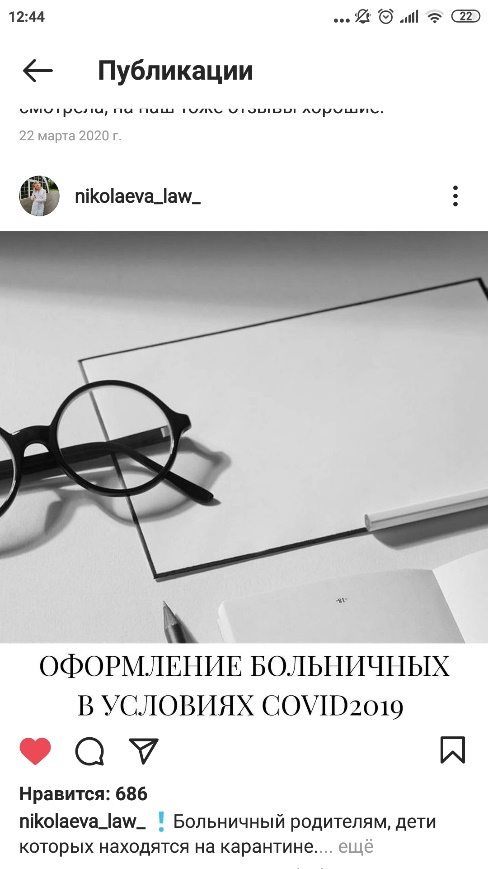 12:44
22
Публикации
смотрела, на наш тоже отзывы хорошие.
22 марта 2020 г.
nikolaeva_law_
ОФОРМЛЕНИЕ БОЛЬНИЧНЫХ
В УСЛОВИЯХ COVID2019
Нравится: 686
nikolaeva_law_ ❗Больничный родителям, дети
которых находятся на карантине.... ещё